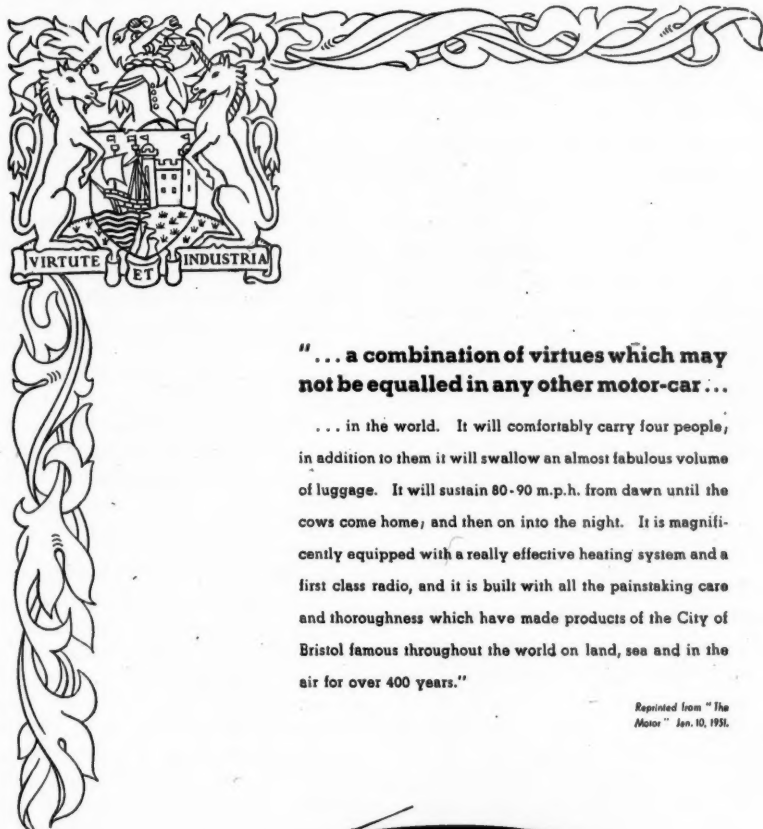 VIRTUTE ET INDUSTRIA
"... a combination of virtues which may
not be equalled in any other motor-car...
... in the world. It will comfortably carry four people;
in addition to them it will swallow an almost fabulous volume
of luggage. It will sustain 80-90 m.p.h. from dawn until the
cows come home; and then on into the night. It is magnifi-
cently equipped with a really effective heating system and a
first class radio, and it is built with all the painstaking care
and thoroughness which have made products of the City of
Bristol famous throughout the world on land, sea and in the
air for over 400 years."
Reprinted from "The
Motor" Jan. 10, 1951.